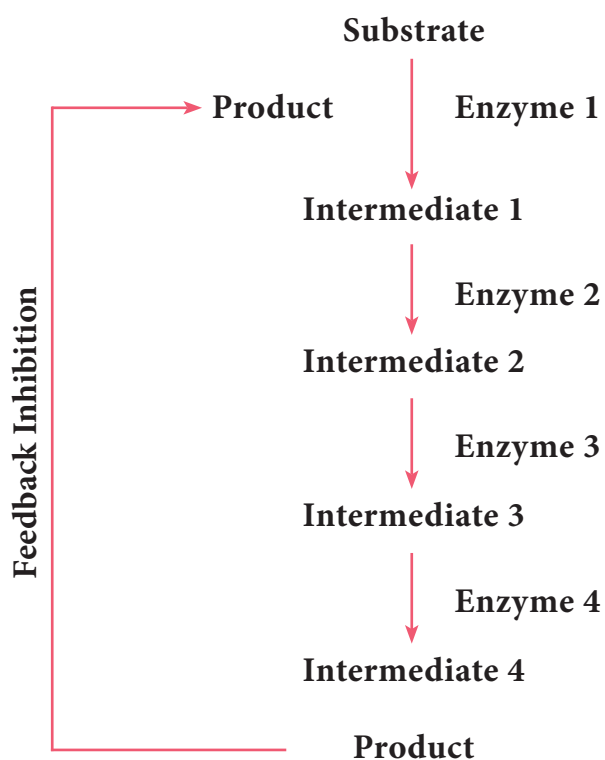 Substrate
Product
Enzyme 1
Intermediate 1
Enzyme 2
Intermediate 2
Enzyme 3
Intermediate 3
Enzyme 4
Intermediate 4
Product
Feedback Inhibition